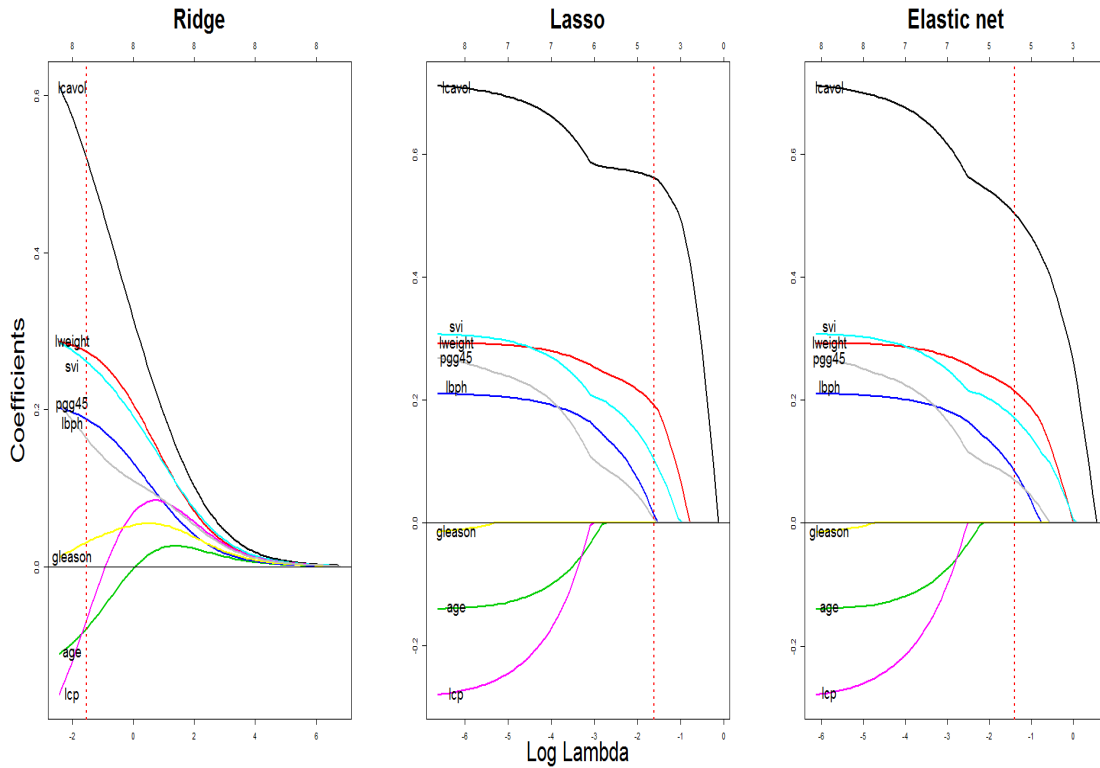 Ridge
Lasso
Elastic net
8 8 8 8 8
8 7 7 6 5 3 0
8 7 7 5 4 3
lcavol
lweight
svi
pgg45
lbph
gleason
age
lcp
0.6
0.4
0.2
0.0
Coefficients
-2 0 2 4 6
lcavol
svi
lweight
pgg45
lbph
gleason
age
lcp
0.6
0.4
0.2
0.0
-0.2
-6 -5 -4 -3 -2 -1 0
lcavol
svi
lweight
pgg45
lbph
gleason
age
lcp
0.6
0.4
0.2
0.0
-0.2
-6 -5 -4 -3 -2 -1 0
Log Lambda